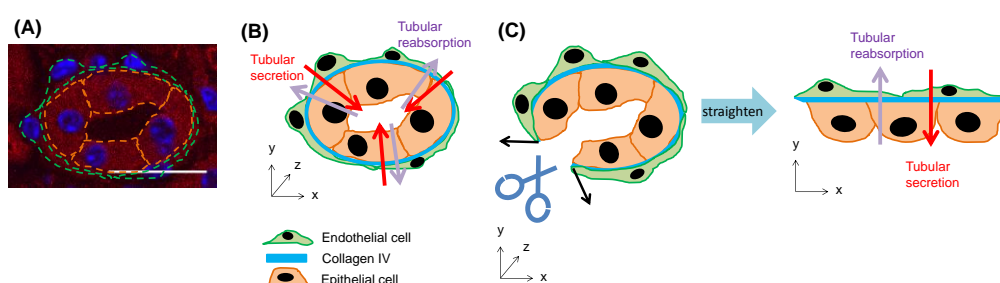 (A)
(B)
Tubular
reabsorption
Tubular
secretion
y
z
x
Endothelial cell
Collagen IV
Epithelial cell
(C)
y
z
x
straighten
Tubular
reabsorption
Tubular
secretion
y
x